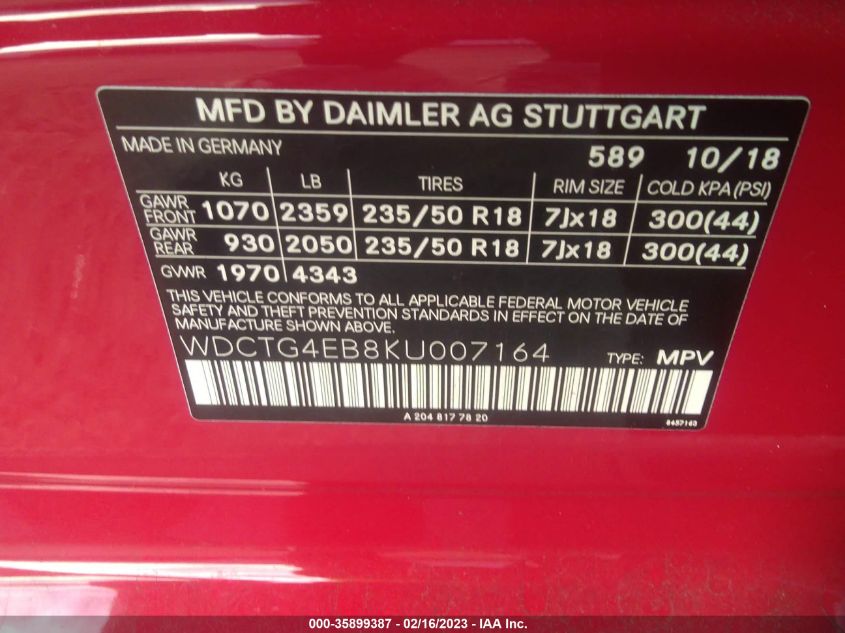 MFD BY DAIMLER AG STUTTGART
MADE IN GERMANY 589 10/18
KG LB TIRES RIM SIZE COLD KPA (PSI)
GAWR FRONT 1070 2359 235/50 R18 7Jx18 300(44)
GAWR REAR 930 2050 235/50 R18 7Jx18 300(44)
GVWR 1970 4343
THIS VEHICLE CONFORMS TO ALL APPLICABLE FEDERAL MOTOR VEHICLE
SAFETY AND THEFT PREVENTION STANDARDS IN EFFECT ON THE DATE OF
MANUFACTURE SHOWN ABOVE.
WDCTG4EB8KU007164 TYPE: MPV
A 204 817 78 20
000-35899387 - 02/16/2023 - IAA Inc.